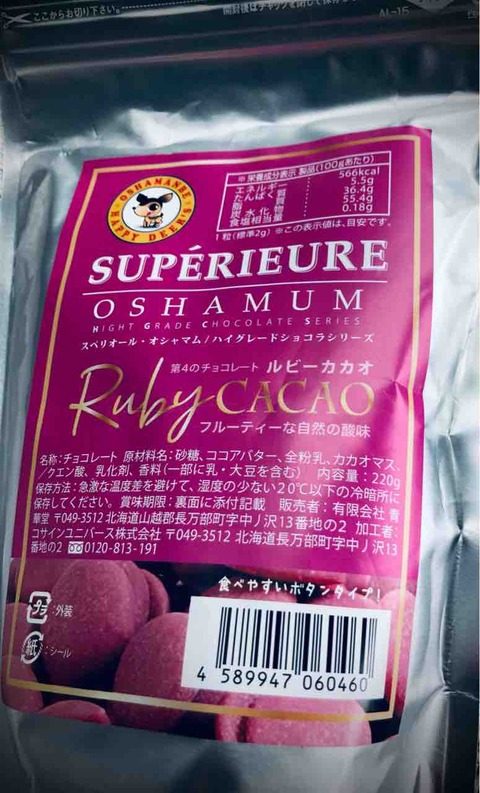 ここからお切り下さい。
AL-15
OSHAMANBE
HAPPY DEER'S
※栄養成分表示 製品(100gあたり)
エネルギー 566kcal
たんぱく質 5.5g
脂質 36.4g
炭水化物 55.4g
食塩相当量 0.18g
1粒(標準2g) ※この表示値は、目安です。
SUPÉRIEURE
OSHAMUM
HIGHT GRADE CHOCOLATE SERIES
スペリオール・オシャマム/ハイグレードショコラシリーズ
第4のチョコレート ルビーカカオ
Ruby CACAO
フルーティーな自然の酸味
名称:チョコレート 原材料名:砂糖、ココアバター、全粉乳、カカオマス、
/クエン酸、乳化剤、香料(一部に乳・大豆を含む) 内容量:220g
保存方法:急激な温度差を避けて、湿度の少ない20℃以下の冷暗所に
保存してください。 賞味期限:裏面に添付記載 販売者:有限会社 青
華堂 〒049-3512 北海道山越郡長万部町字中ノ沢13番地の2 加工者:
コサインユニバース株式会社 〒049-3512 北海道長万部町字中ノ沢13
番地の2 0120-813-191
食べやすいボタンタイプ!
プラ :外装
紙 :シール
4 589947 060460